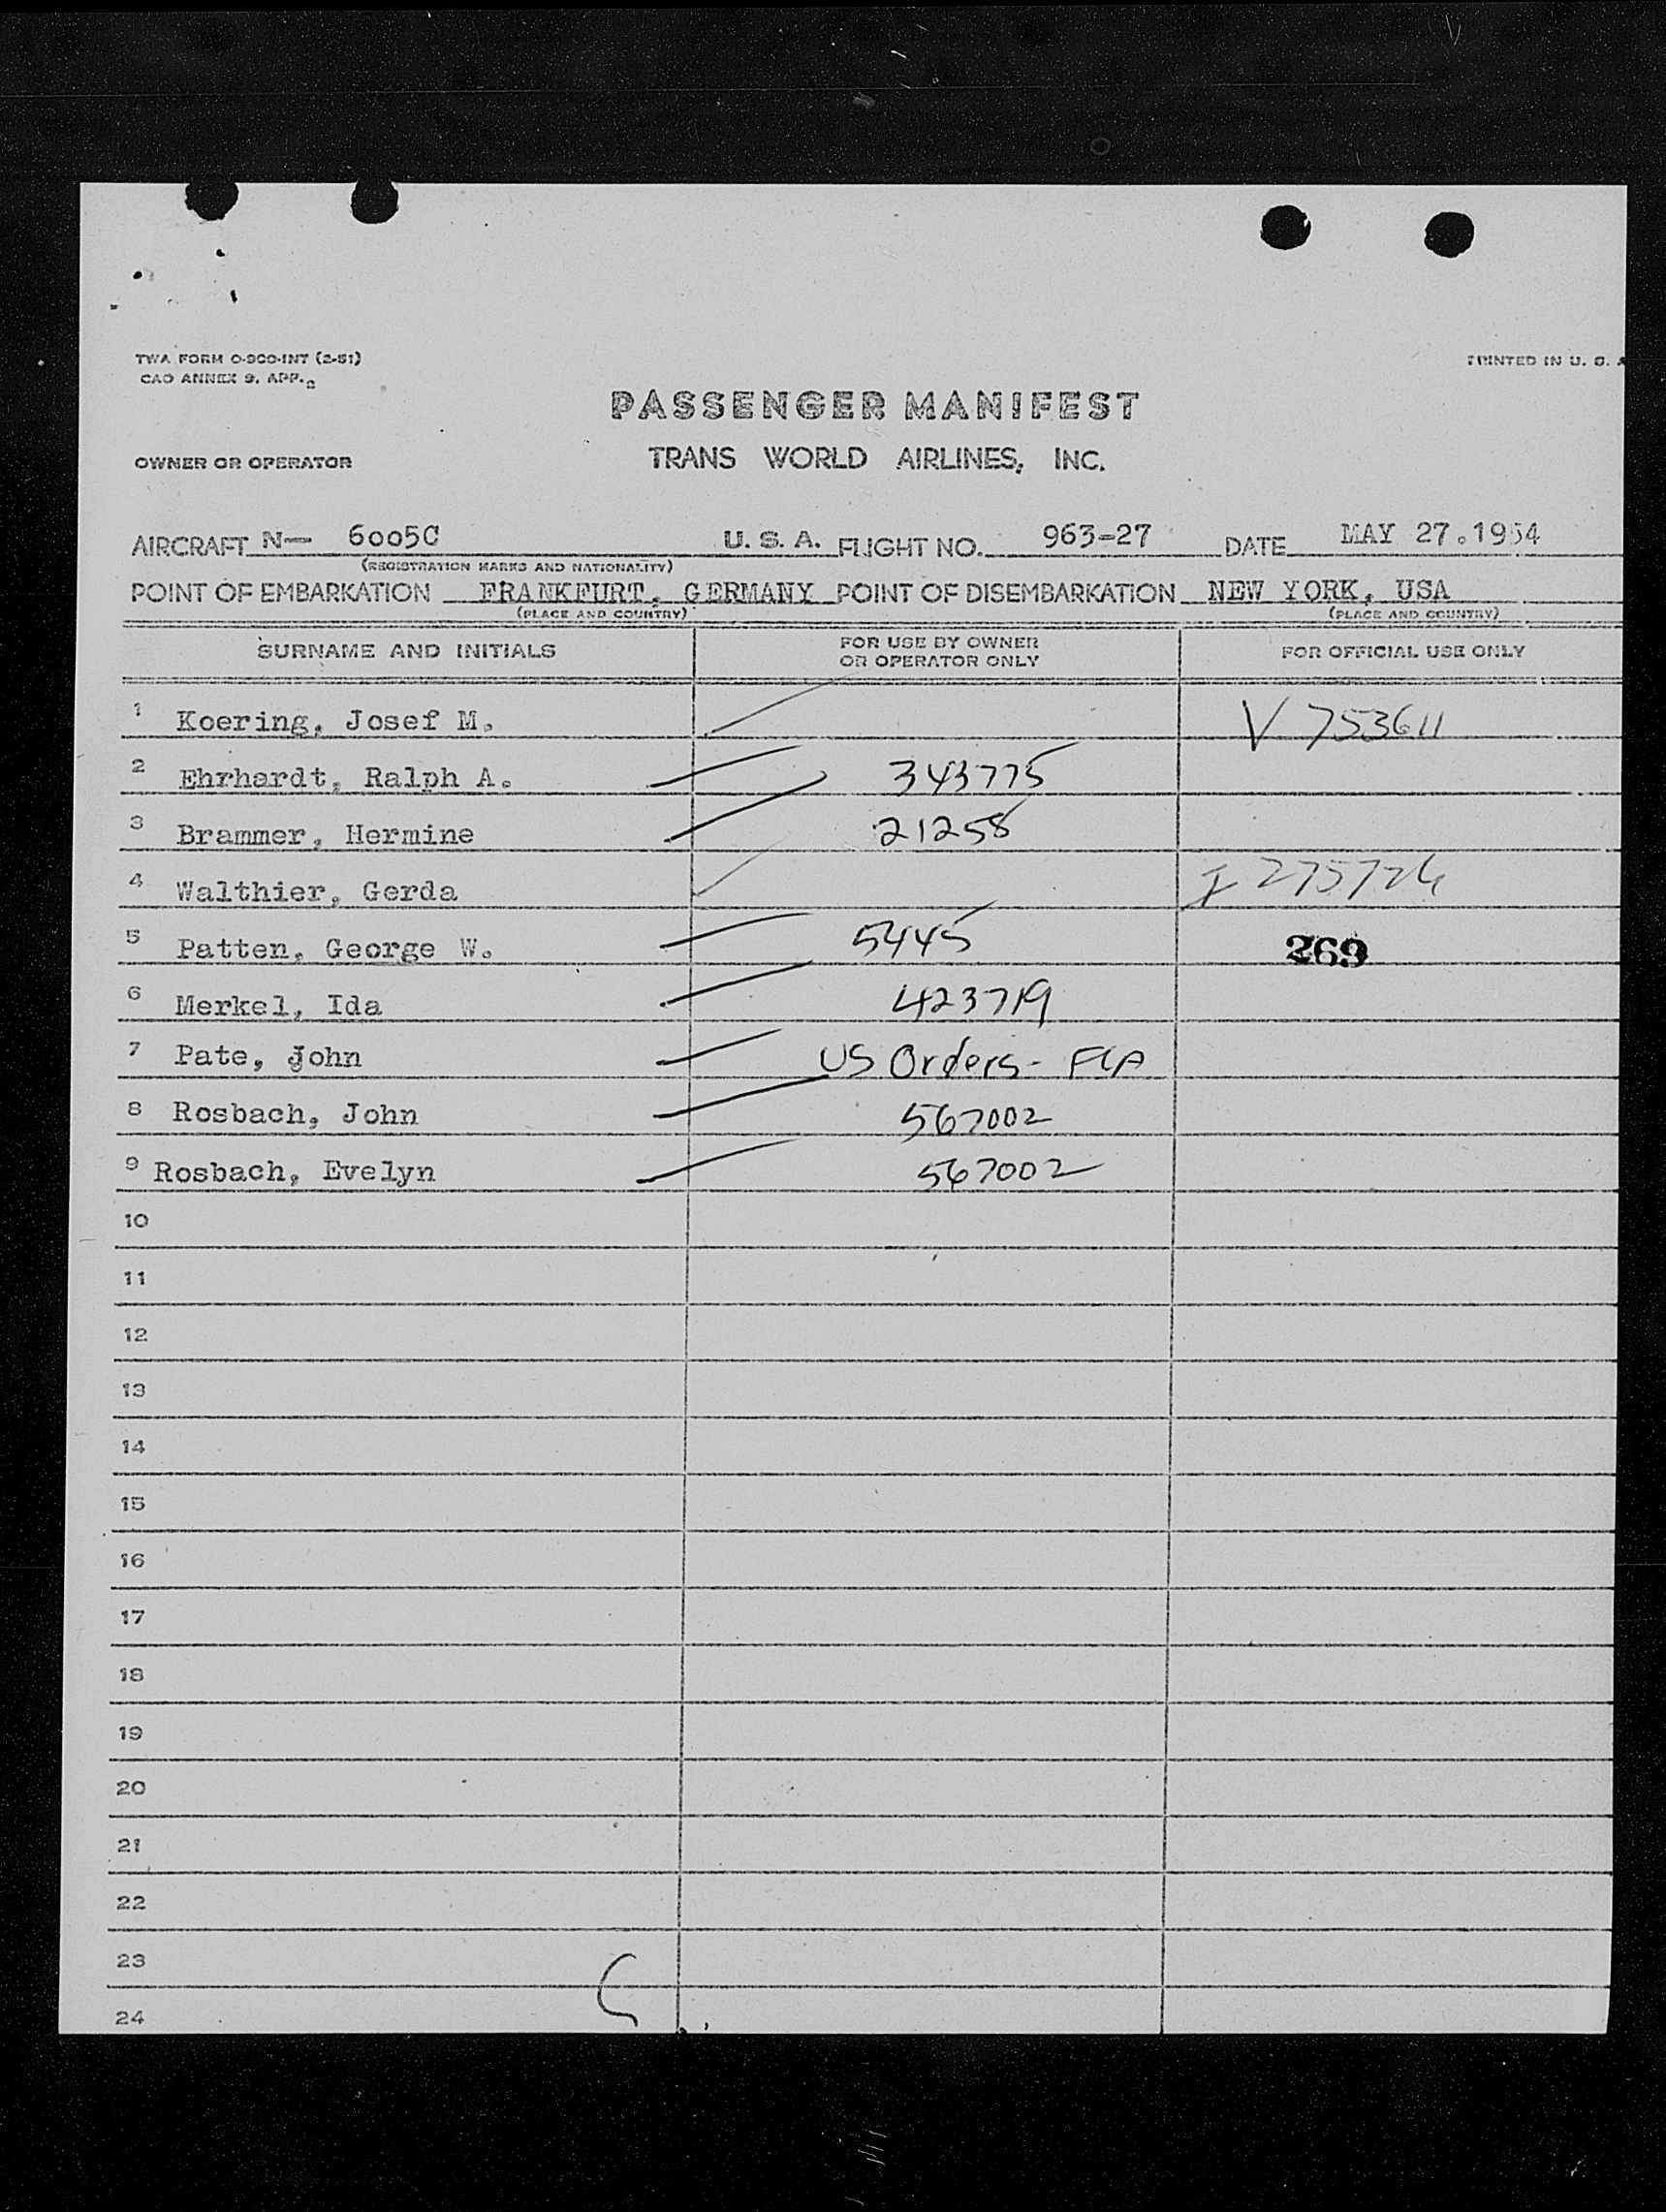 TWA FORM O-900-INT (2-51)
PRINTED IN U. S. A
CAO ANNEX 9, APP.
PASSENGER MANIFEST
OWNER OR OPERATOR TRANS WORLD AIRLINES, INC.
AIRCRAFT N— 6005C U. S. A. FLIGHT NO. 963-27 DATE MAY 27.1954
(REGISTRATION MARKS AND NATIONALITY)
POINT OF EMBARKATION FRANKFURT, GERMANY POINT OF DISEMBARKATION NEW YORK, USA
(PLACE AND COUNTRY) (PLACE AND COUNTRY)
SURNAME AND INITIALS FOR USE BY OWNER OR OPERATOR ONLY FOR OFFICIAL USE ONLY
1 Koering, Josef M. V 753611
2 Ehrhardt, Ralph A. 343775
3 Brammer, Hermine 21258
4 Walthier, Gerda I 275726
5 Patten, George W. 5445 269
6 Merkel, Ida 423719
7 Pate, John US Orders-
8 Rosbach, John 567002
9 Rosbach, Evelyn 567002
10
11
12
13
14
15
16
17
18
19
20
21
22
23
24